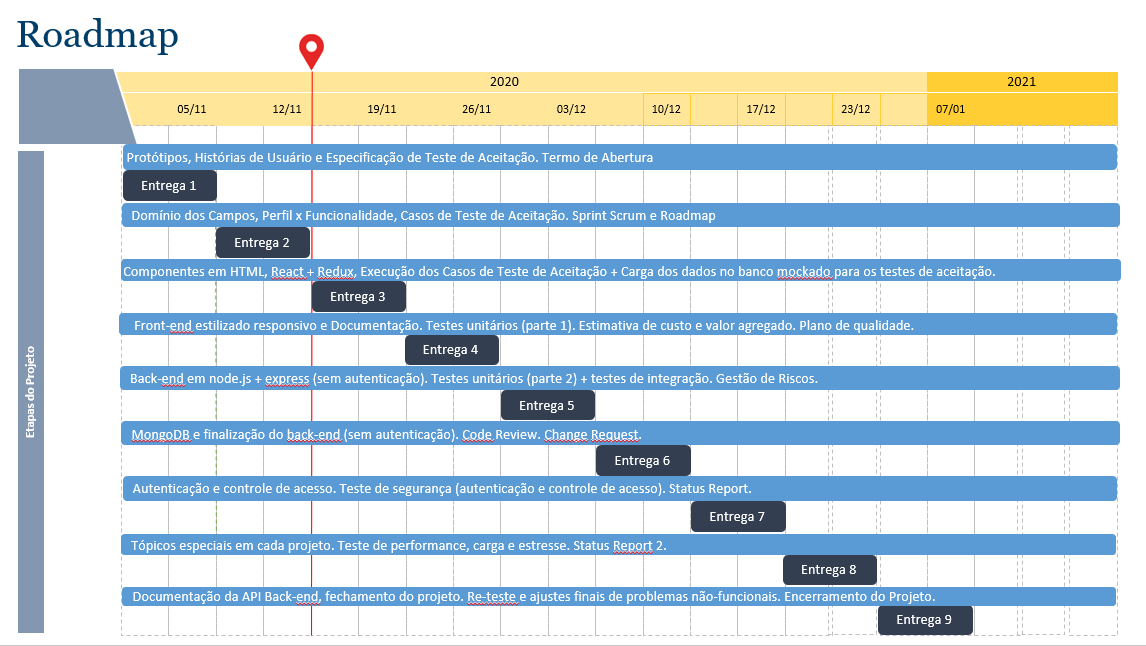 Roadmap
2020
2021
05/11
12/11
19/11
26/11
03/12
10/12
17/12
23/12
07/01
Etapas do Projeto
Protótipos, Histórias de Usuário e Especificação de Teste de Aceitação. Termo de Abertura
Entrega 1
Domínio dos Campos, Perfil x Funcionalidade, Casos de Teste de Aceitação. Sprint Scrum e Roadmap
Entrega 2
Componentes em HTML, React + Redux, Execução dos Casos de Teste de Aceitação + Carga dos dados no banco mockado para os testes de aceitação.
Entrega 3
Front-end estilizado responsivo e Documentação. Testes unitários (parte 1). Estimativa de custo e valor agregado. Plano de qualidade.
Entrega 4
Back-end em node.js + express (sem autenticação). Testes unitários (parte 2) + testes de integração. Gestão de Riscos.
Entrega 5
MongoDB e finalização do back-end (sem autenticação). Code Review. Change Request.
Entrega 6
Autenticação e controle de acesso. Teste de segurança (autenticação e controle de acesso). Status Report.
Entrega 7
Tópicos especiais em cada projeto. Teste de performance, carga e estresse. Status Report 2.
Entrega 8
Documentação da API Back-end, fechamento do projeto. Re-teste e ajustes finais de problemas não-funcionais. Encerramento do Projeto.
Entrega 9